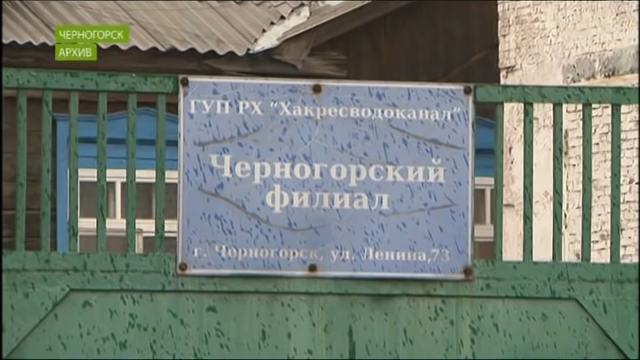 ЧЕРНОГОРСК
АРХИВ
ГУП РХ "Хакресводоканал"
Черногорский
филиал
г. Черногорск, ул. Ленина,73